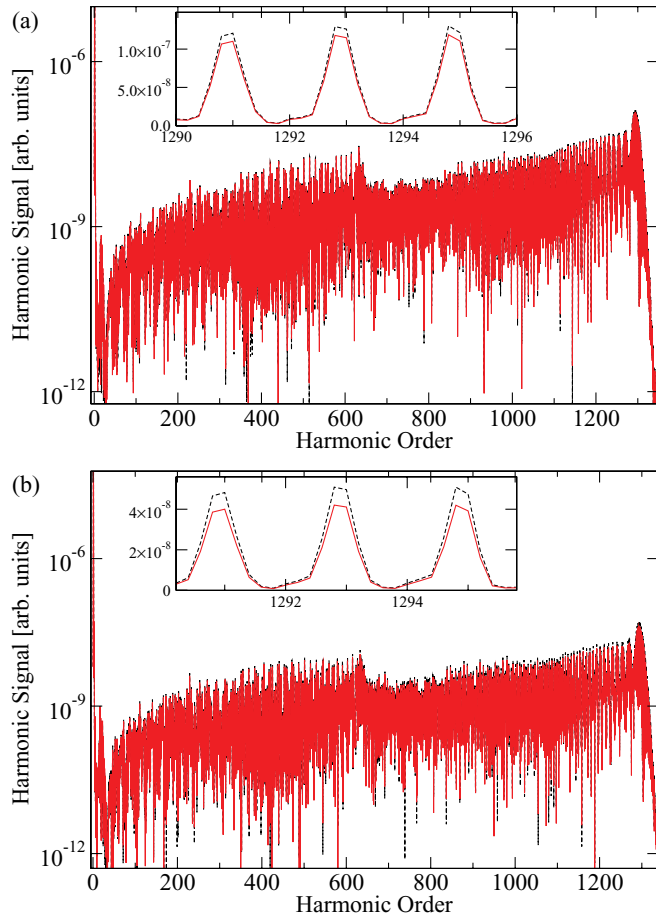 (a)
10⁻⁶
10⁻⁹
10⁻¹²
Harmonic Signal [arb. units]
1.0×10⁻⁷
5.0×10⁻⁸
0.0
1290 1292 1294 1296
0 200 400 600 800 1000 1200
Harmonic Order
(b)
10⁻⁶
10⁻⁹
10⁻¹²
Harmonic Signal [arb. units]
4×10⁻⁸
2×10⁻⁸
0
1292 1294
0 200 400 600 800 1000 1200
Harmonic Order